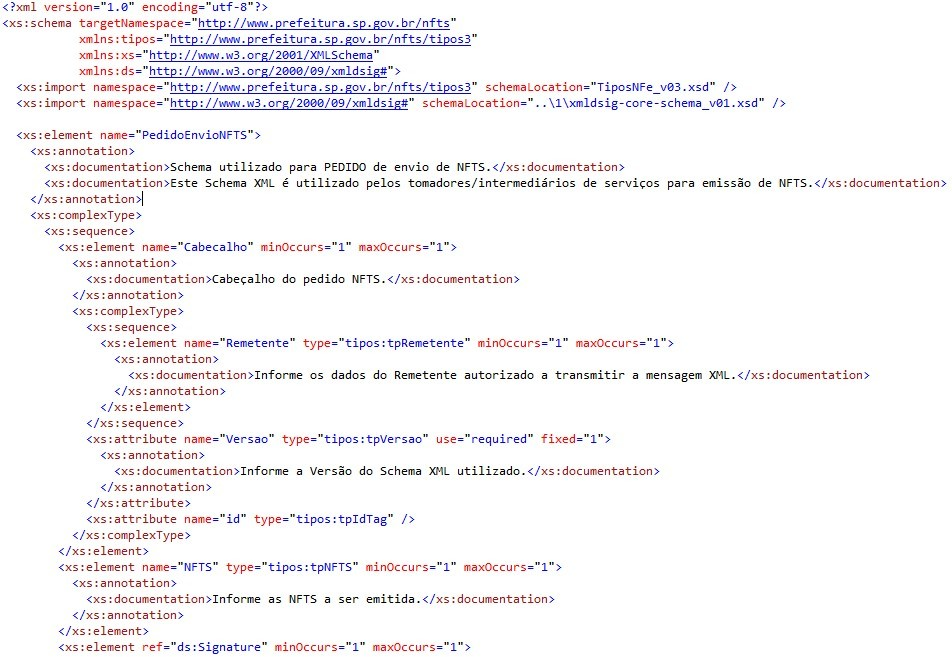 <?xml version="1.0" encoding="utf-8"?>
<xs:schema targetNamespace="http://www.prefeitura.sp.gov.br/nfts"
           xmlns:tipos="http://www.prefeitura.sp.gov.br/nfts/tipos3"
           xmlns:xs="http://www.w3.org/2001/XMLSchema"
           xmlns:ds="http://www.w3.org/2000/09/xmldsig#">
  <xs:import namespace="http://www.prefeitura.sp.gov.br/nfts/tipos3" schemaLocation="TiposNFe_v03.xsd" />
  <xs:import namespace="http://www.w3.org/2000/09/xmldsig#" schemaLocation="..\1\xmldsig-core-schema_v01.xsd" />

  <xs:element name="PedidoEnvioNFTS">
    <xs:annotation>
      <xs:documentation>Schema utilizado para PEDIDO de envio de NFTS.</xs:documentation>
      <xs:documentation>Este Schema XML é utilizado pelos tomadores/intermediários de serviços para emissão de NFTS.</xs:documentation>
    </xs:annotation>
    <xs:complexType>
      <xs:sequence>
        <xs:element name="Cabecalho" minOccurs="1" maxOccurs="1">
          <xs:annotation>
            <xs:documentation>Cabeçalho do pedido NFTS.</xs:documentation>
          </xs:annotation>
          <xs:complexType>
            <xs:sequence>
              <xs:element name="Remetente" type="tipos:tpRemetente" minOccurs="1" maxOccurs="1">
                <xs:annotation>
                  <xs:documentation>Informe os dados do Remetente autorizado a transmitir a mensagem XML.</xs:documentation>
                </xs:annotation>
              </xs:element>
            </xs:sequence>
            <xs:attribute name="Versao" type="tipos:tpVersao" use="required" fixed="1">
              <xs:annotation>
                <xs:documentation>Informe a Versão do Schema XML utilizado.</xs:documentation>
              </xs:annotation>
            </xs:attribute>
            <xs:attribute name="id" type="tipos:tpIdTag" />
          </xs:complexType>
        </xs:element>
        <xs:element name="NFTS" type="tipos:tpNFTS" minOccurs="1" maxOccurs="1">
          <xs:annotation>
            <xs:documentation>Informe as NFTS a ser emitida.</xs:documentation>
          </xs:annotation>
        </xs:element>
        <xs:element ref="ds:Signature" minOccurs="1" maxOccurs="1">